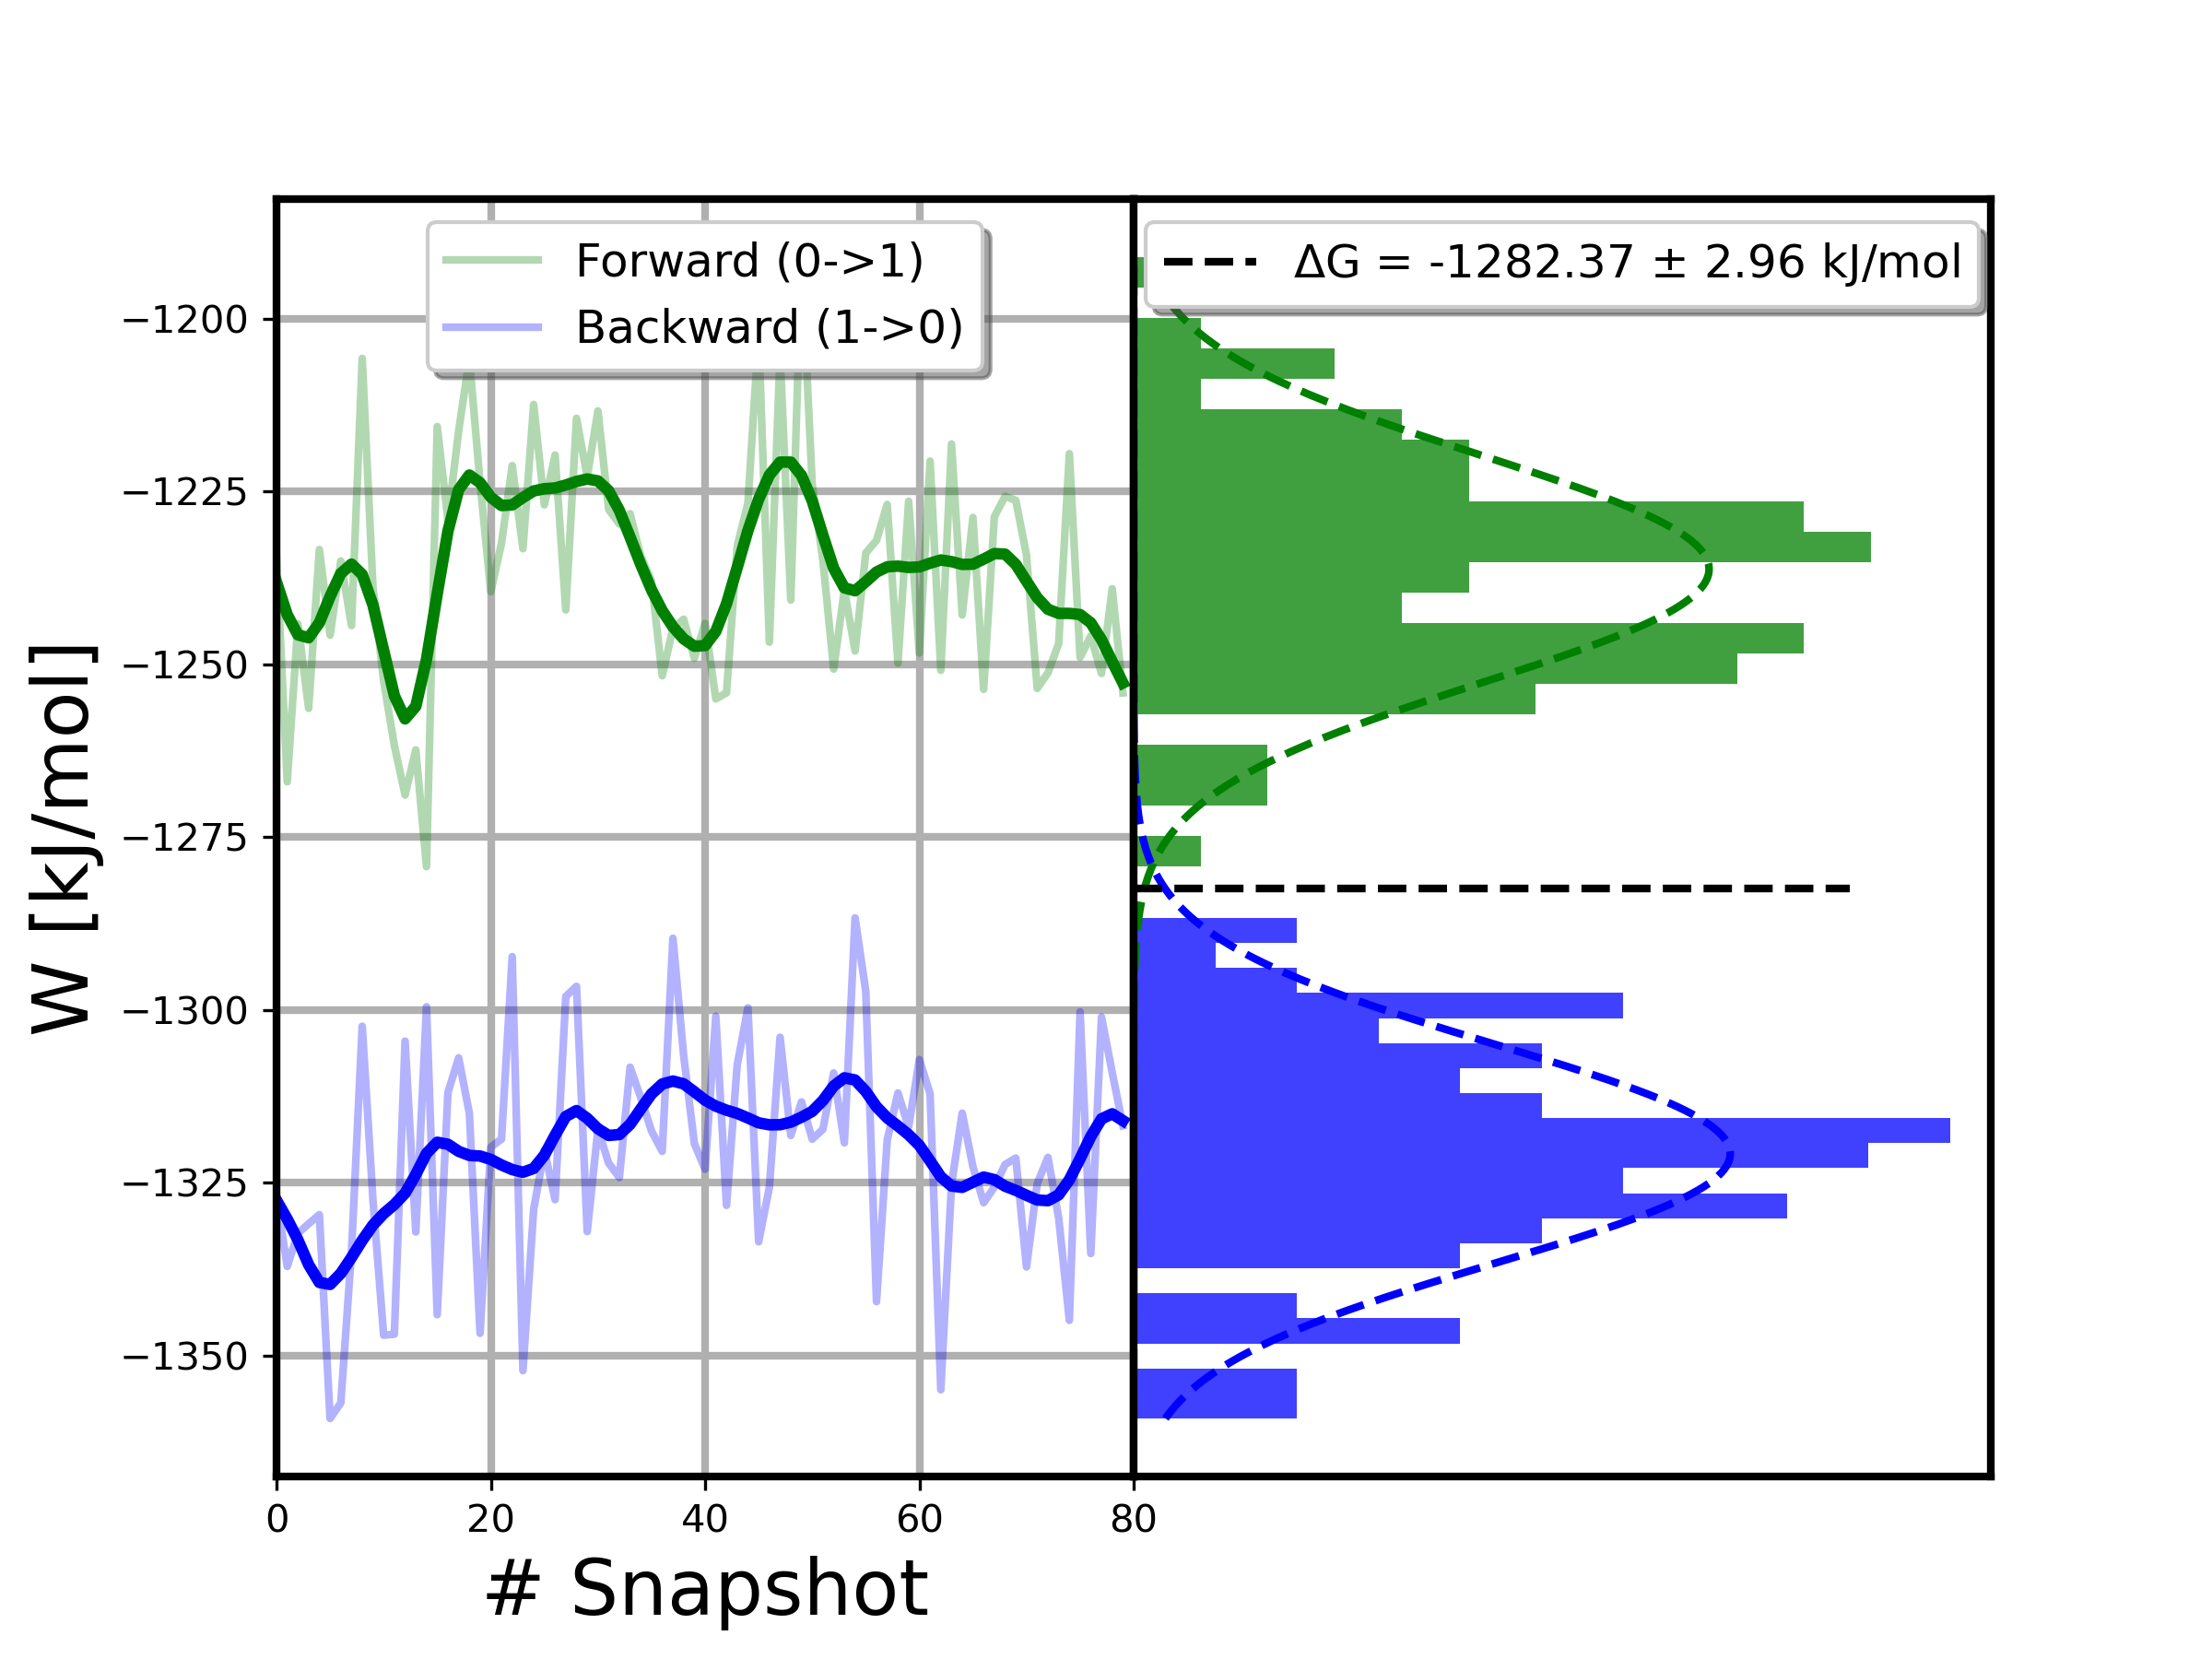 Forward (0->1)
Backward (1->0)
ΔG = -1282.37 ± 2.96 kJ/mol
W [kJ/mol]
−1200
−1225
−1250
−1275
−1300
−1325
−1350
0 20 40 60 80
# Snapshot